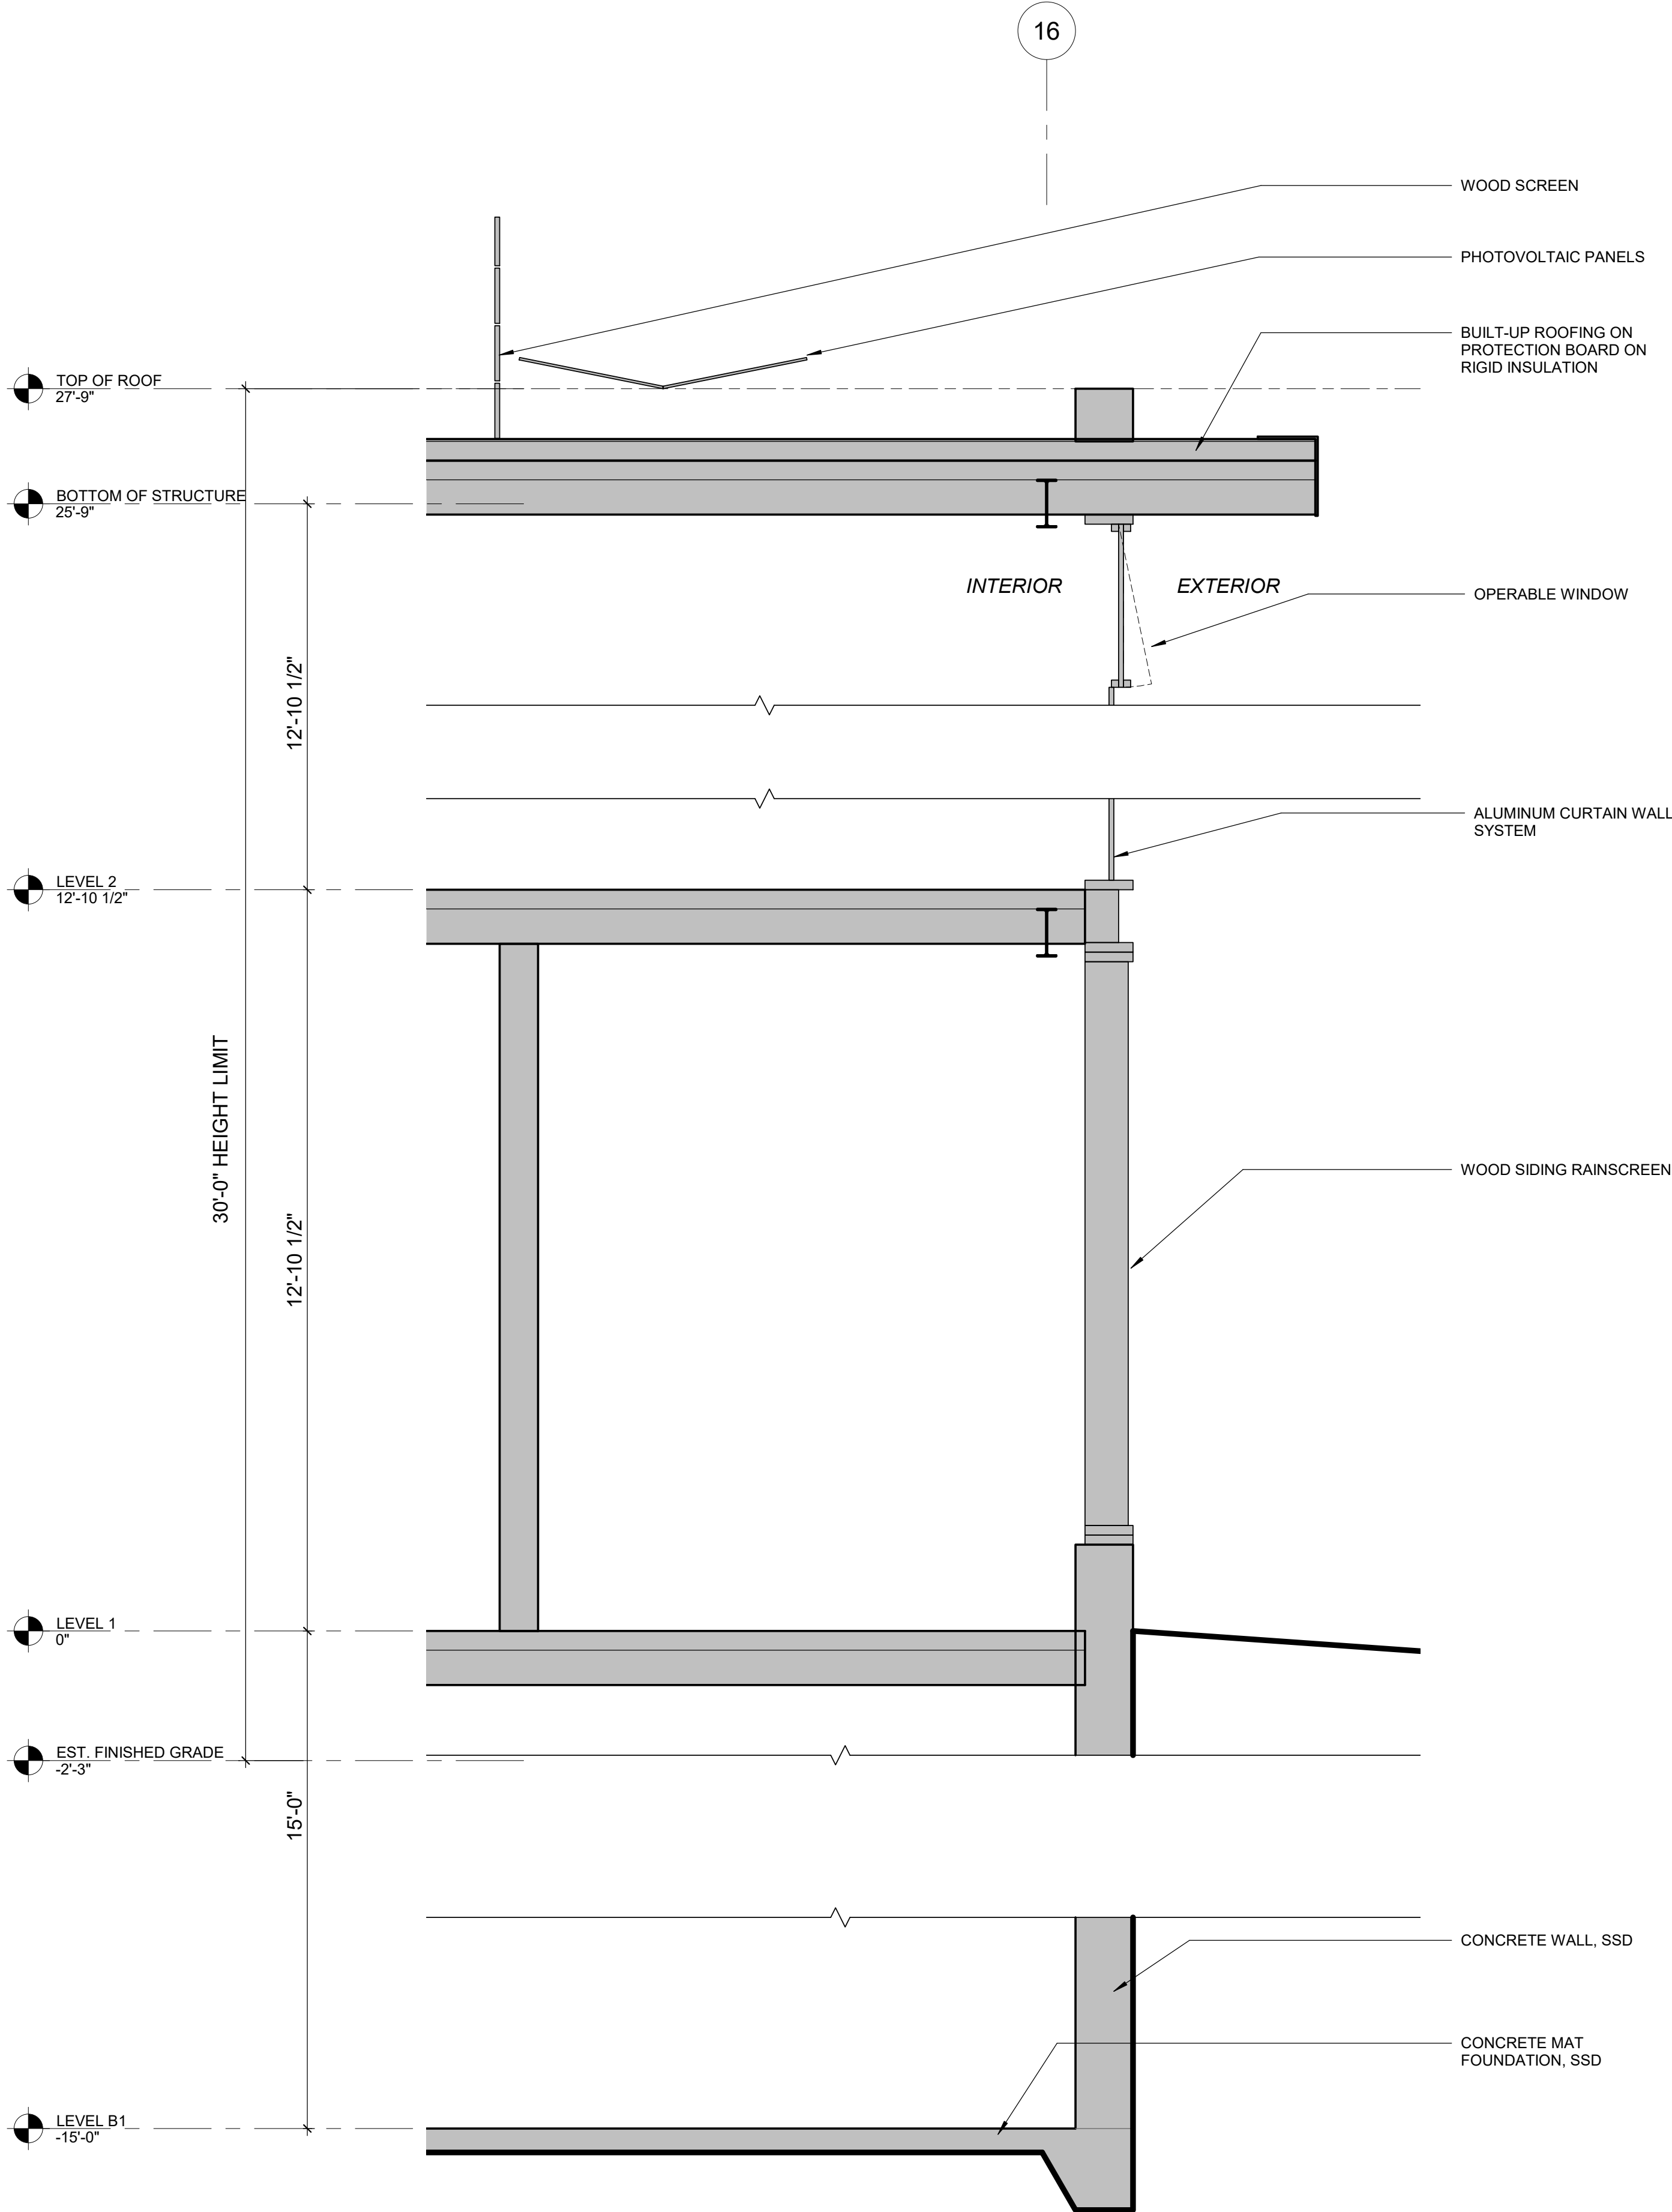 16
WOOD SCREEN
PHOTOVOLTAIC PANELS
BUILT-UP ROOFING ON
PROTECTION BOARD ON
RIGID INSULATION
TOP OF ROOF
27'-9"
BOTTOM OF STRUCTURE
25'-9"
INTERIOR
EXTERIOR
OPERABLE WINDOW
12'-10 1/2"
ALUMINUM CURTAIN WALL
SYSTEM
LEVEL 2
12'-10 1/2"
30'-0" HEIGHT LIMIT
12'-10 1/2"
WOOD SIDING RAINSCREEN
LEVEL 1
0"
EST. FINISHED GRADE
-2'-3"
15'-0"
CONCRETE WALL, SSD
CONCRETE MAT
FOUNDATION, SSD
LEVEL B1
-15'-0"